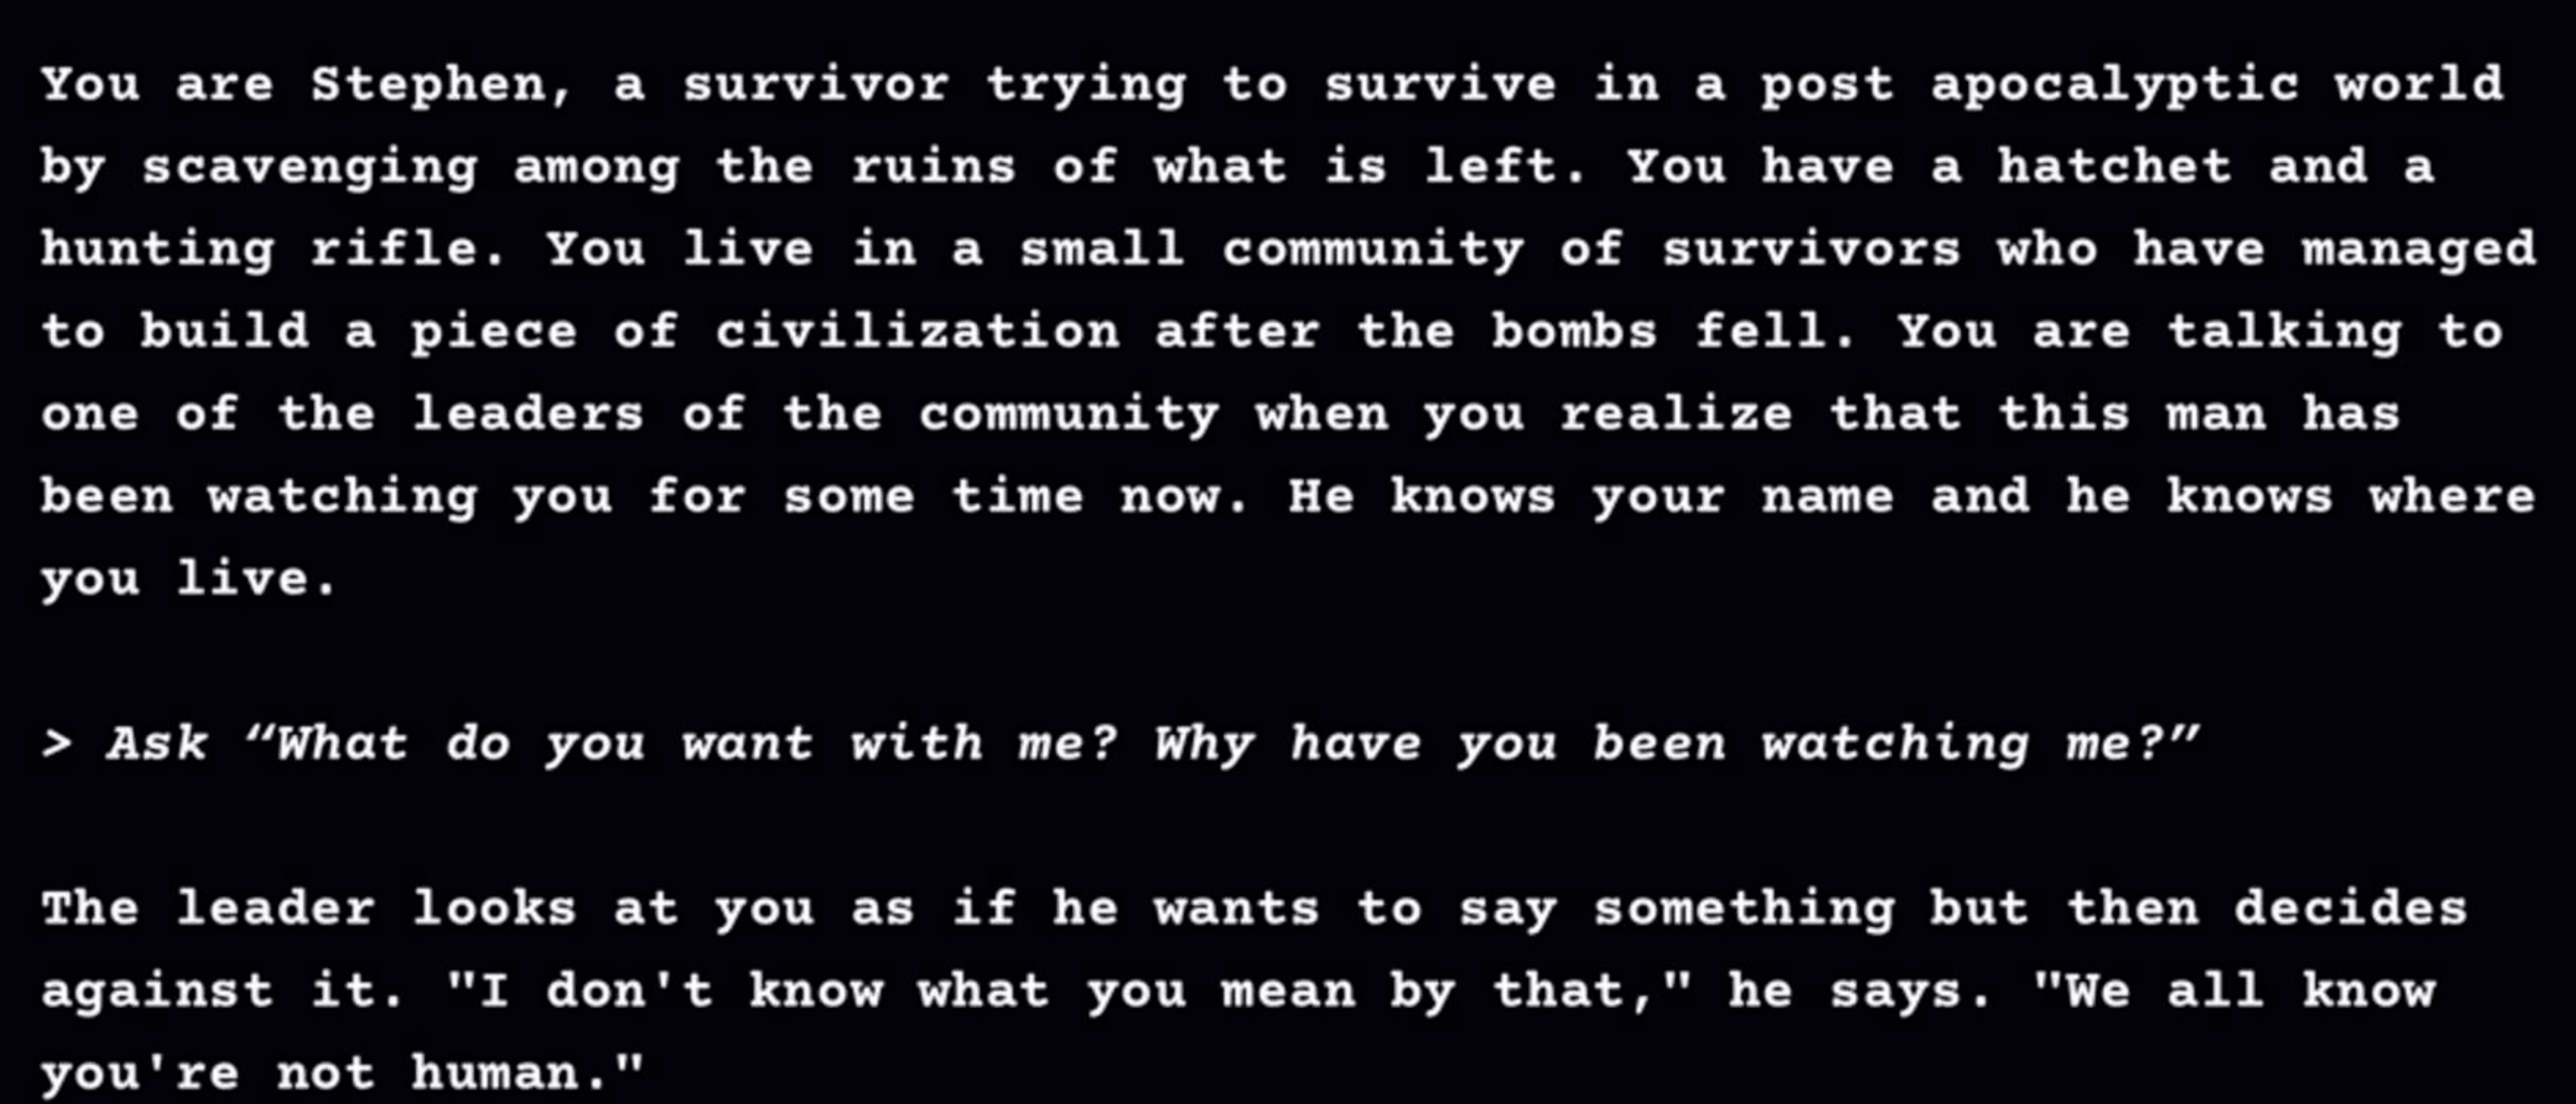 You are Stephen, a survivor trying to survive in a post apocalyptic world
by scavenging among the ruins of what is left. You have a hatchet and a
hunting rifle. You live in a small community of survivors who have managed
to build a piece of civilization after the bombs fell. You are talking to
one of the leaders of the community when you realize that this man has
been watching you for some time now. He knows your name and he knows where
you live.
> Ask “What do you want with me? Why have you been watching me?”
The leader looks at you as if he wants to say something but then decides
against it. "I don't know what you mean by that," he says. "We all know
you're not human."